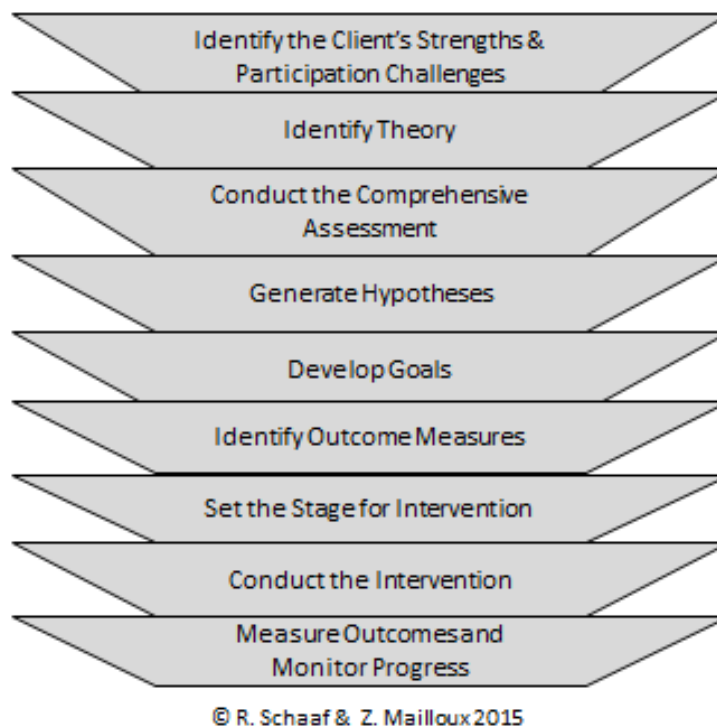 Identify the Client's Strengths &
Participation Challenges
Identify Theory
Conduct the Comprehensive
Assessment
Generate Hypotheses
Develop Goals
Identify Outcome Measures
Set the Stage for Intervention
Conduct the Intervention
Measure Outcomes and
Monitor Progress
© R. Schaaf & Z. Mailloux 2015